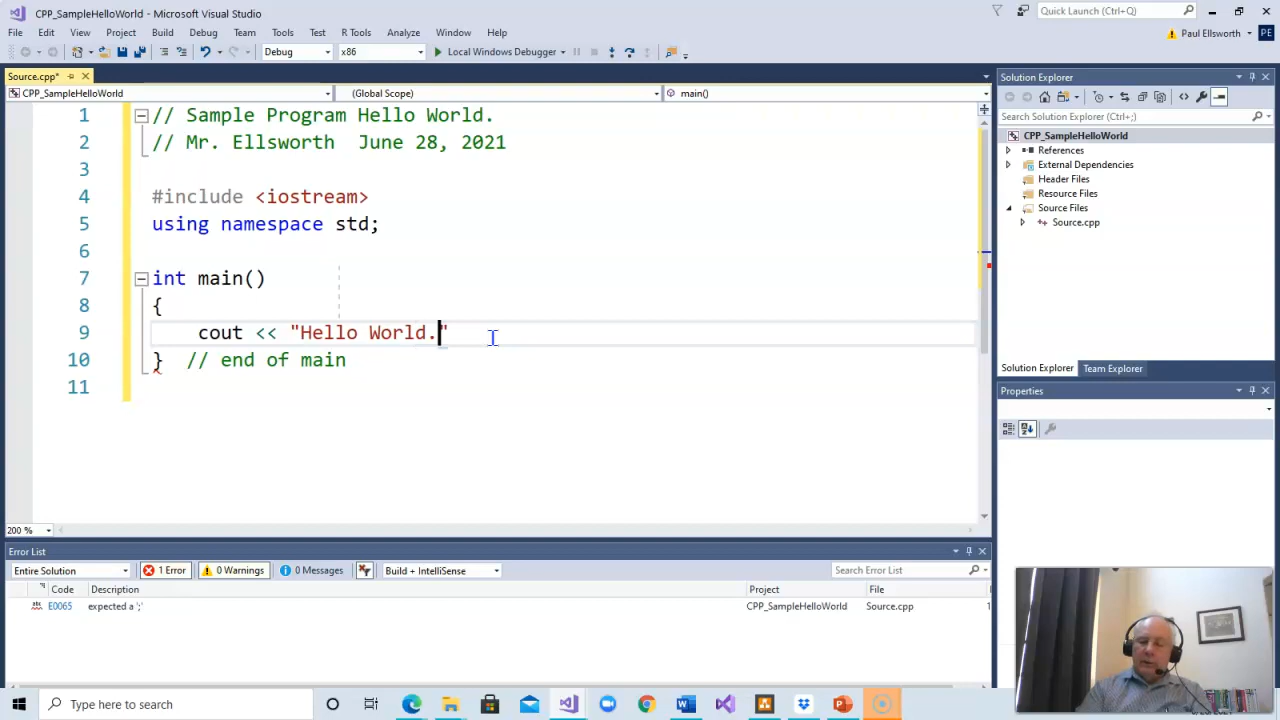 CPP_SampleHelloWorld - Microsoft Visual Studio
Quick Launch (Ctrl+Q)
File Edit View Project Build Debug Team Tools Test R Tools Analyze Window Help
Paul Ellsworth PE
Debug x86 Local Windows Debugger
Source.cpp*
CPP_SampleHelloWorld (Global Scope) main()
1 // Sample Program Hello World.
2 // Mr. Ellsworth June 28, 2021
3
4 #include <iostream>
5 using namespace std;
6
7 int main()
8 {
9 cout << "Hello World."
10 } // end of main
11
200 %
Solution Explorer
Search Solution Explorer (Ctrl+;)
CPP_SampleHelloWorld
References
External Dependencies
Header Files
Resource Files
Source Files
Source.cpp
Solution Explorer Team Explorer
Properties
Error List
Entire Solution 1 Error 0 Warnings 0 Messages Build + IntelliSense Search Error List
Code Description Project File
E0065 expected a ';' CPP_SampleHelloWorld Source.cpp 1
Type here to search